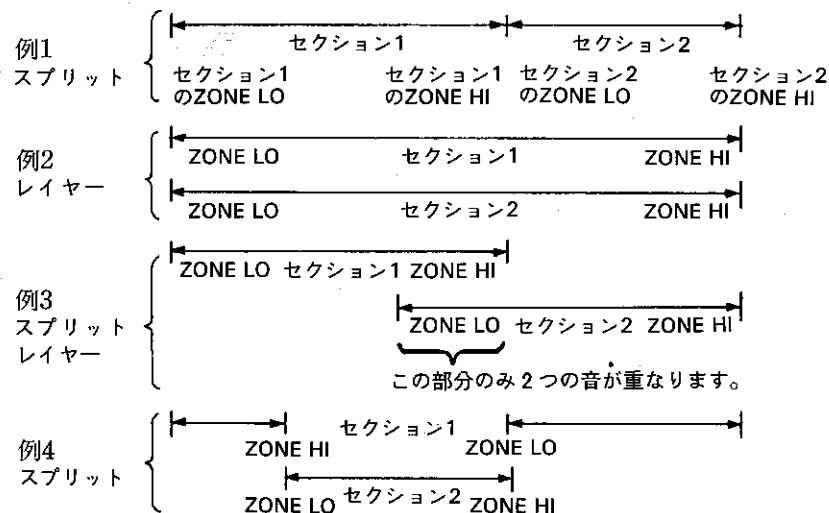 例1
スプリット
セクション1 セクション2
セクション1 セクション1 セクション2 セクション2
のZONE LO のZONE HI のZONE LO のZONE HI
例2
レイヤー
ZONE LO セクション1 ZONE HI
ZONE LO セクション2 ZONE HI
例3
スプリット
レイヤー
ZONE LO セクション1 ZONE HI
ZONE LO セクション2 ZONE HI
この部分のみ2つの音が重なります。
例4
スプリット
セクション1
ZONE HI ZONE LO
ZONE LO セクション2 ZONE HI